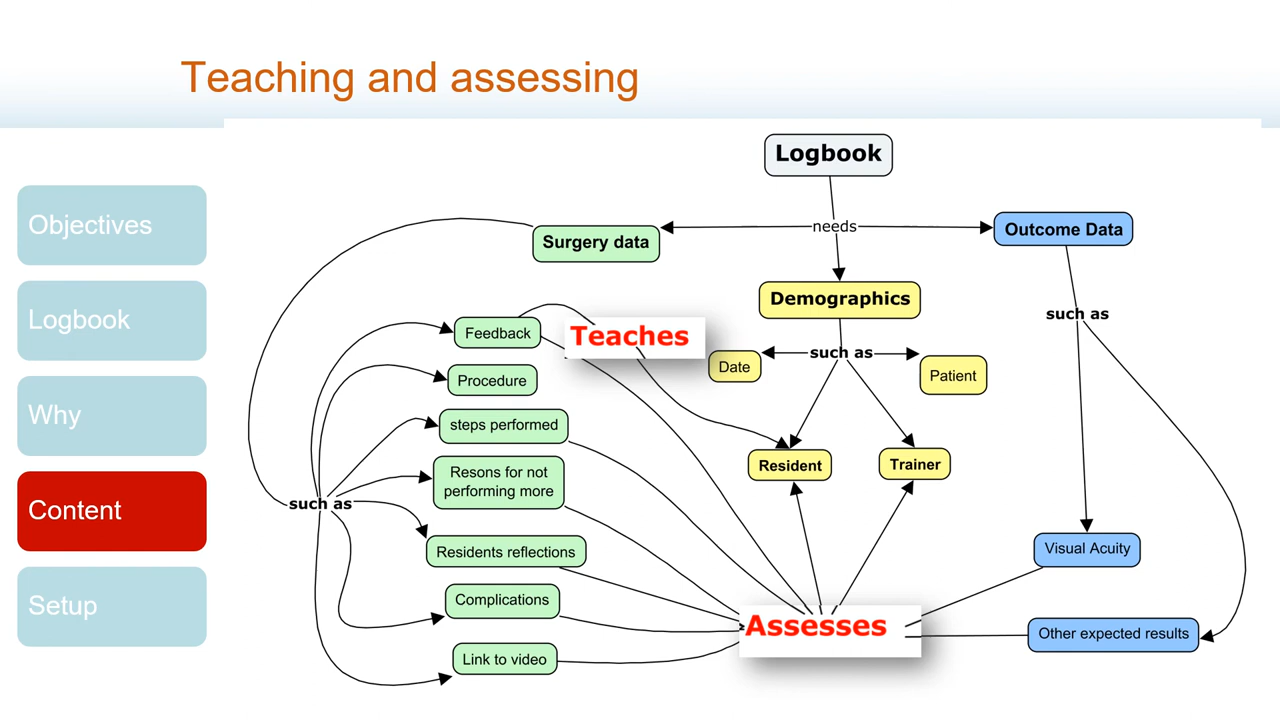 Teaching and assessing
Objectives
Logbook
Why
Content
Setup
Logbook
needs
Surgery data
Outcome Data
Demographics
such as
such as
Teaches
Feedback
Date
Patient
Procedure
steps performed
Resident
Trainer
Resons for not
performing more
such as
Residents reflections
Visual Acuity
Complications
Assesses
Other expected results
Link to video